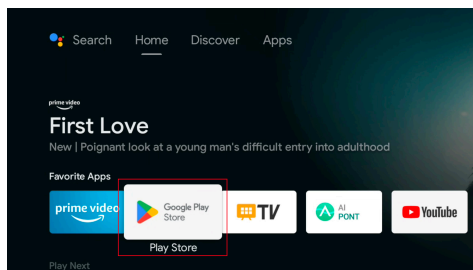 Search Home Discover Apps
prime video
First Love
New | Poignant look at a young man's difficult entry into adulthood
Favorite Apps
prime video
Google Play
Store
TV
AI
PONT
YouTube
Play Store
Play Next